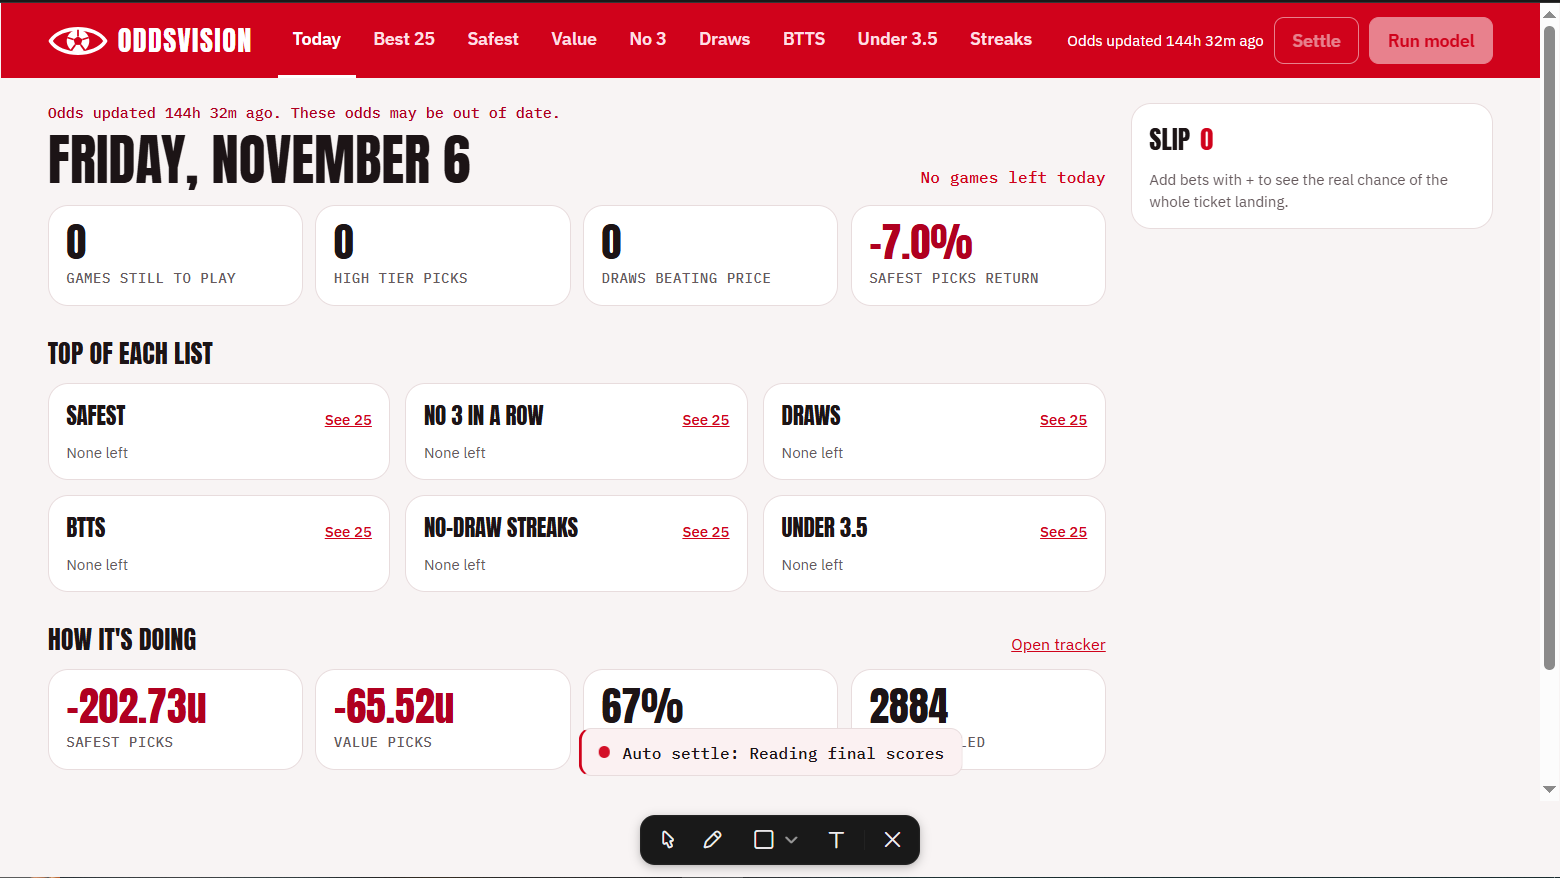 ODDSVISION Today Best 25 Safest Value No 3 Draws BTTS Under 3.5 Streaks Odds updated 144h 32m ago Settle Run model
Odds updated 144h 32m ago. These odds may be out of date.
FRIDAY, NOVEMBER 6
No games left today
SLIP 0
Add bets with + to see the real chance of the
whole ticket landing.
0
GAMES STILL TO PLAY
0
HIGH TIER PICKS
0
DRAWS BEATING PRICE
-7.0%
SAFEST PICKS RETURN
TOP OF EACH LIST
SAFEST See 25
None left
NO 3 IN A ROW See 25
None left
DRAWS See 25
None left
BTTS See 25
None left
NO-DRAW STREAKS See 25
None left
UNDER 3.5 See 25
None left
HOW IT'S DOING Open tracker
-202.73u
SAFEST PICKS
-65.52u
VALUE PICKS
67%
2884
LED
Auto settle: Reading final scores
T